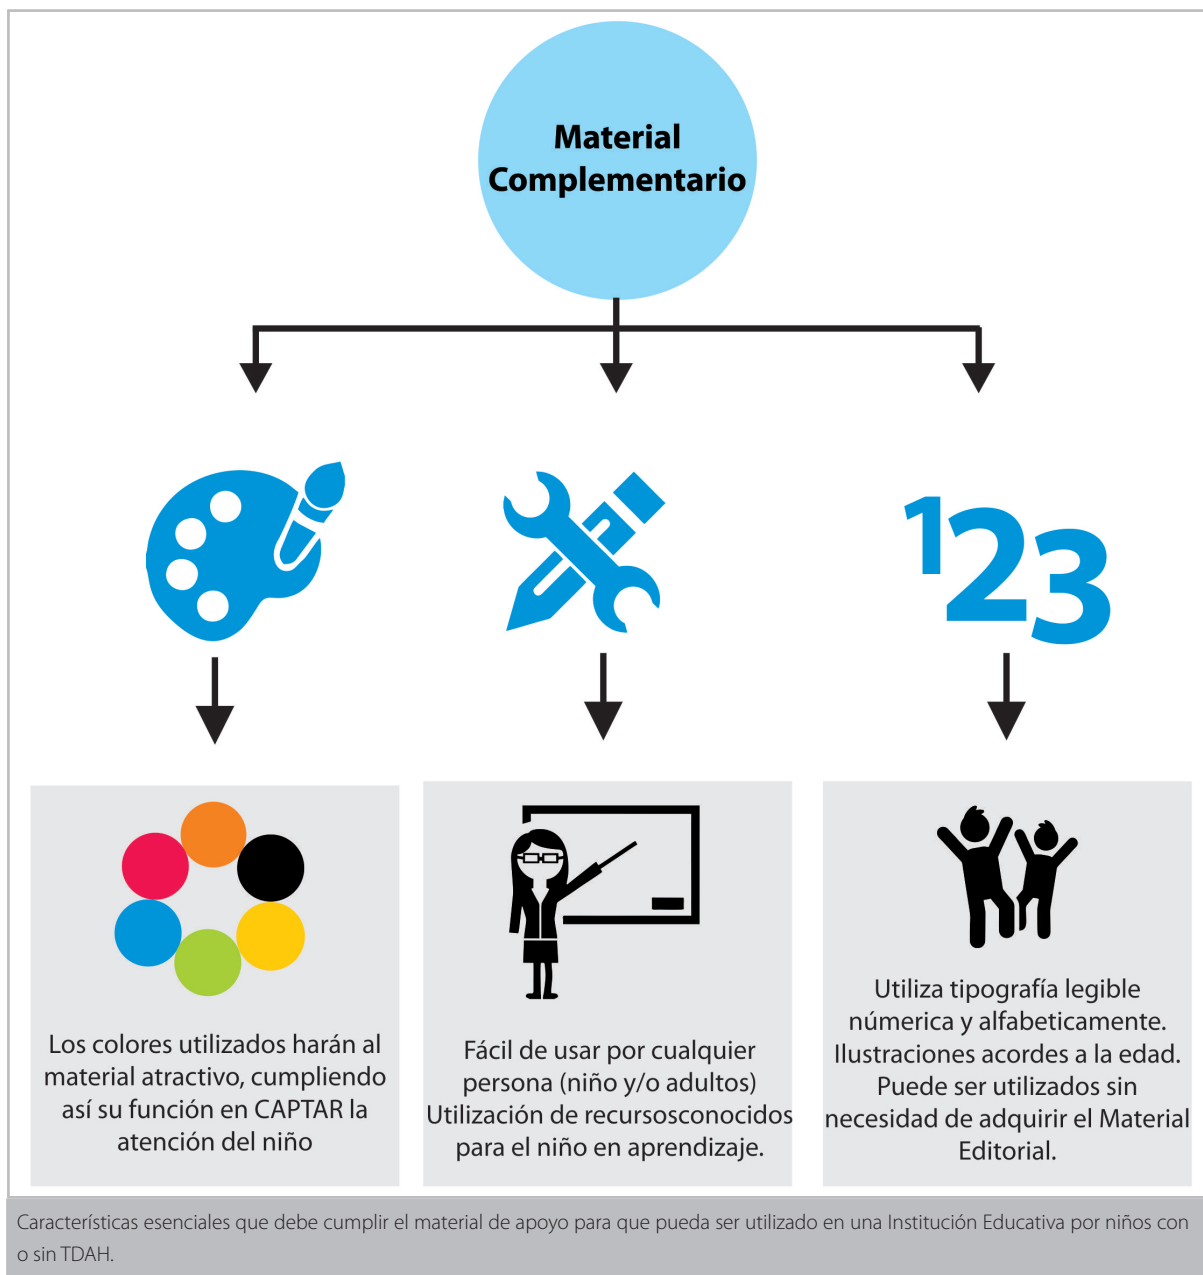 Material
Complementario
123
Los colores utilizados harán al
material atractivo, cumpliendo
así su función en CAPTAR la
atención del niño
Fácil de usar por cualquier
persona (niño y/o adultos)
Utilización de recursosconocidos
para el niño en aprendizaje.
Utiliza tipografía legible
númerica y alfabeticamente.
Ilustraciones acordes a la edad.
Puede ser utilizados sin
necesidad de adquirir el Material
Editorial.
Características esenciales que debe cumplir el material de apoyo para que pueda ser utilizado en una Institución Educativa por niños con
o sin TDAH.